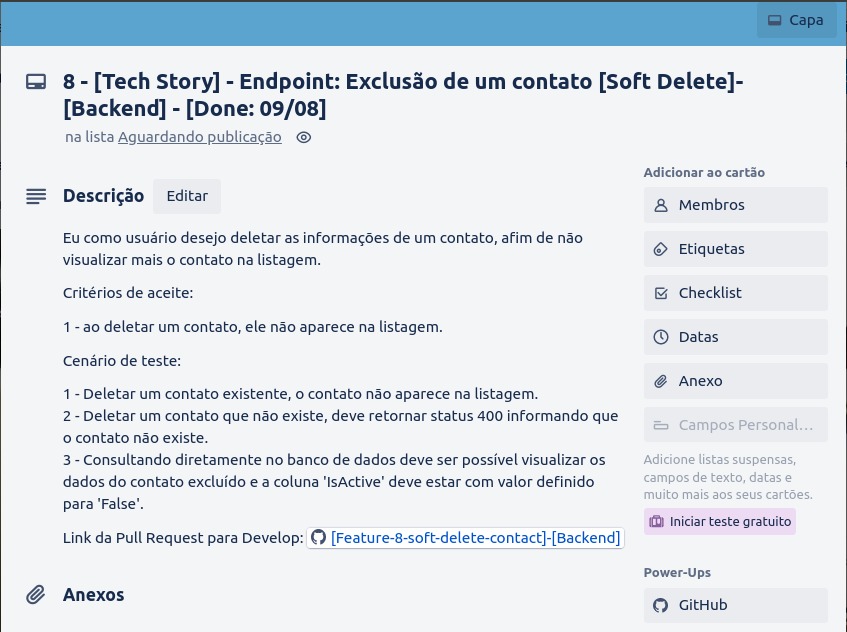 Capa
8 - [Tech Story] - Endpoint: Exclusão de um contato [Soft Delete]-
[Backend] - [Done: 09/08]
na lista Aguardando publicação
Descrição
Editar
Eu como usuário desejo deletar as informações de um contato, afim de não
visualizar mais o contato na listagem.
Critérios de aceite:
1 - ao deletar um contato, ele não aparece na listagem.
Cenário de teste:
1 - Deletar um contato existente, o contato não aparece na listagem.
2 - Deletar um contato que não existe, deve retornar status 400 informando que
o contato não existe.
3 - Consultando diretamente no banco de dados deve ser possível visualizar os
dados do contato excluído e a coluna 'IsActive' deve estar com valor definido
para 'False'.
Link da Pull Request para Develop: [Feature-8-soft-delete-contact]-[Backend]
Anexos
Adicionar ao cartão
Membros
Etiquetas
Checklist
Datas
Anexo
Campos Personal...
Adicione listas suspensas,
campos de texto, datas e
muito mais aos seus cartões.
Iniciar teste gratuito
Power-Ups
GitHub